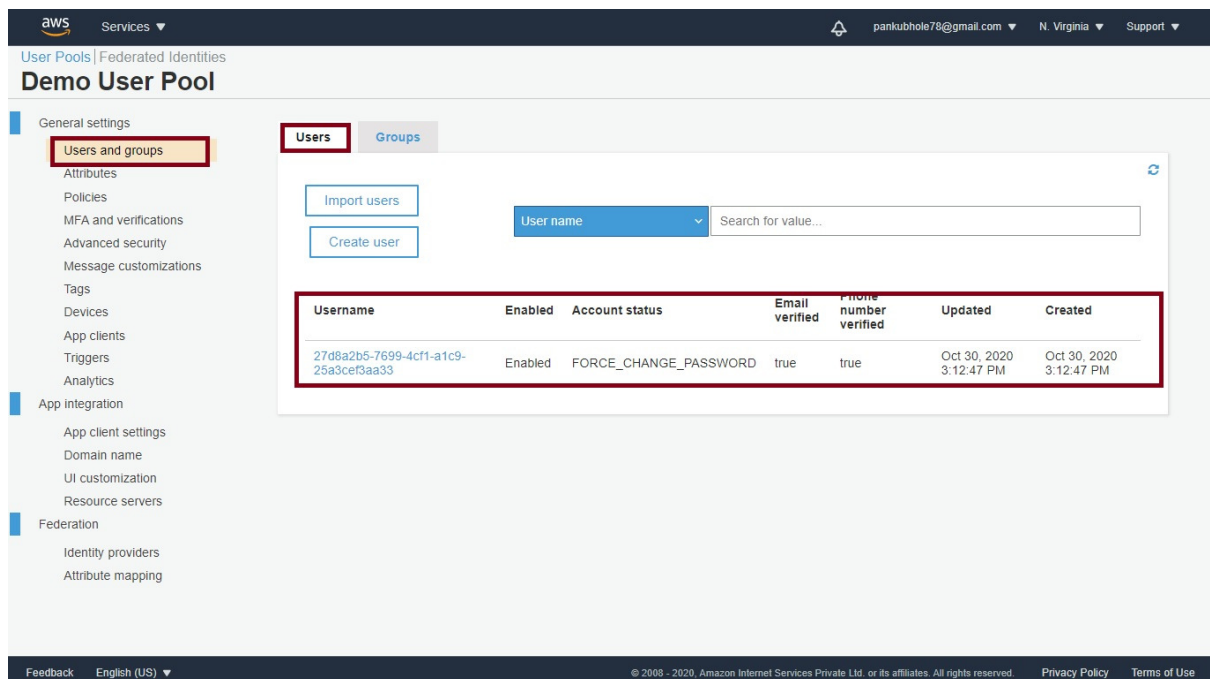 aws
Services ▼
pankubhole78@gmail.com ▼
N. Virginia ▼
Support ▼
User Pools | Federated Identities
Demo User Pool
General settings
Users and groups
Attributes
Policies
MFA and verifications
Advanced security
Message customizations
Tags
Devices
App clients
Triggers
Analytics
App integration
App client settings
Domain name
UI customization
Resource servers
Federation
Identity providers
Attribute mapping
Users
Groups
Import users
Create user
User name
Search for value...
Username
Enabled
Account status
Email
verified
Phone
number
verified
Updated
Created
27d8a2b5-7699-4cf1-a1c9-
25a3cef3aa33
Enabled
FORCE_CHANGE_PASSWORD
true
true
Oct 30, 2020
3:12:47 PM
Oct 30, 2020
3:12:47 PM
Feedback
English (US) ▼
© 2008 - 2020, Amazon Internet Services Private Ltd. or its affiliates. All rights reserved.
Privacy Policy
Terms of Use